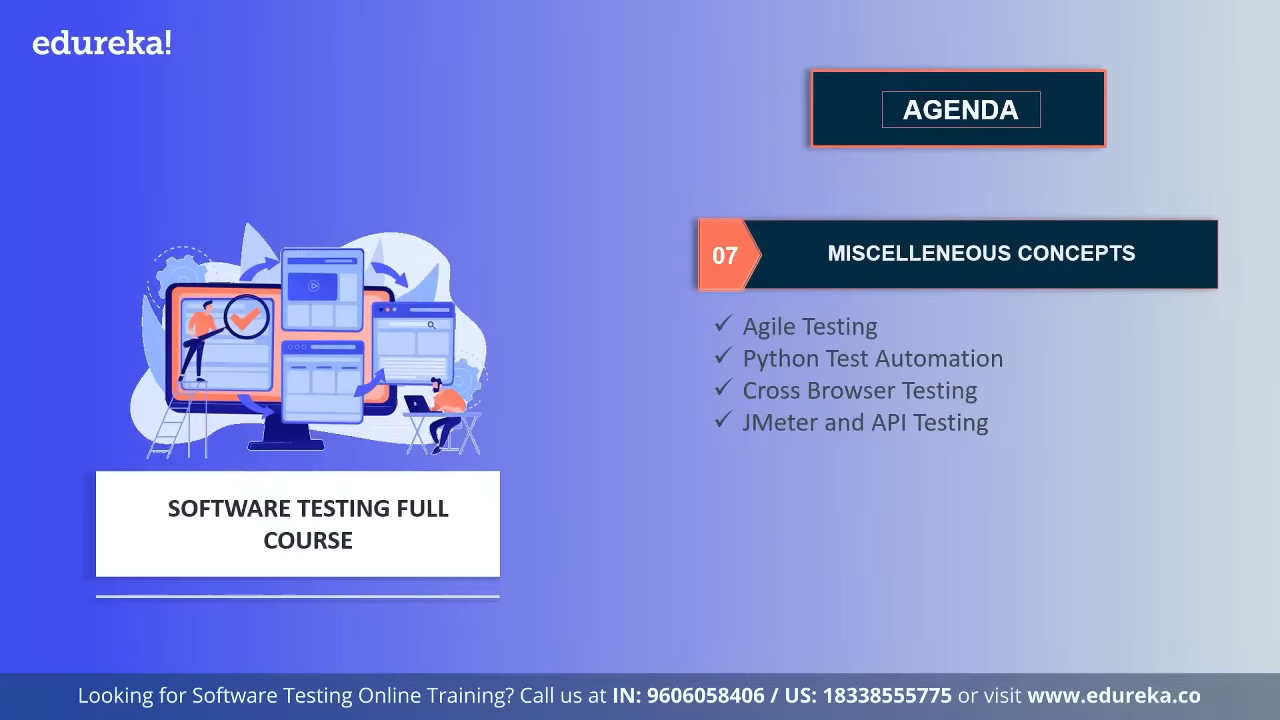 edureka!
AGENDA
07
MISCELLENEOUS CONCEPTS
✓ Agile Testing
✓ Python Test Automation
✓ Cross Browser Testing
✓ JMeter and API Testing
SOFTWARE TESTING FULL
COURSE
Looking for Software Testing Online Training? Call us at IN: 9606058406 / US: 18338555775 or visit www.edureka.co